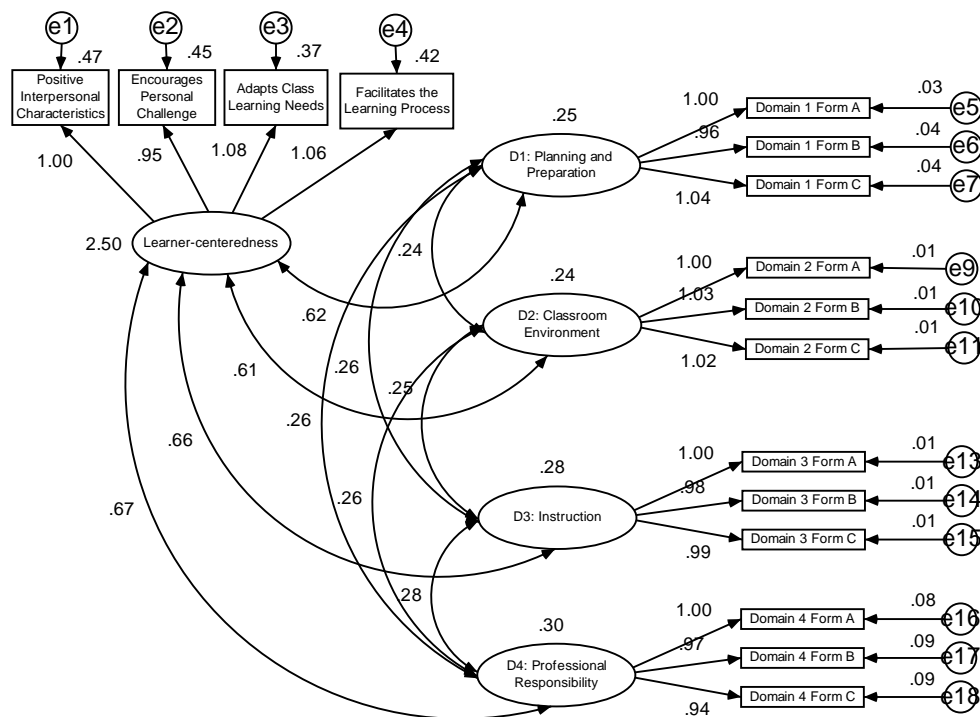 e1 e2 e3 e4
.47 .45 .37 .42
Positive
Interpersonal
Characteristics
Encourages
Personal
Challenge
Adapts Class
Learning Needs
Facilitates the
Learning Process
1.00 .95 1.08 1.06
2.50 Learner-centeredness
.25
D1: Planning and
Preparation
1.00 Domain 1 Form A .03 e5
.96 Domain 1 Form B .04 e6
1.04 Domain 1 Form C .04 e7
.24
.62
.24
D2: Classroom
Environment
1.00 Domain 2 Form A .01 e9
1.03 Domain 2 Form B .01 e10
1.02 Domain 2 Form C .01 e11
.61
.26
.25
.26
.66
.28
D3: Instruction
1.00 Domain 3 Form A .01 e13
.98 Domain 3 Form B .01 e14
.99 Domain 3 Form C .01 e15
.67
.26
.28
.30
D4: Professional
Responsibility
1.00 Domain 4 Form A .08 e16
.97 Domain 4 Form B .09 e17
.94 Domain 4 Form C .09 e18